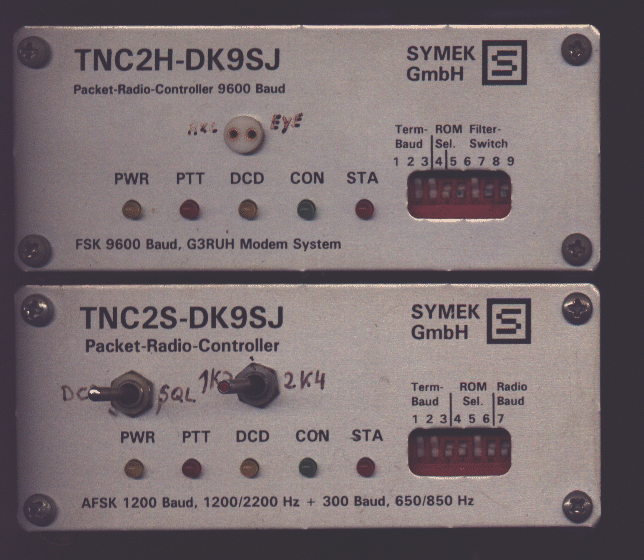 TNC2H-DK9SJ
SYMEK
GmbH
S
Packet-Radio-Controller 9600 Baud
EYE
Term- ROM Filter-
Baud Sel. Switch
1 2 3 4 5 6 7 8 9
PWR PTT DCD CON STA
FSK 9600 Baud, G3RUH Modem System
TNC2S-DK9SJ
SYMEK
GmbH
S
Packet-Radio-Controller
SQL
2K4
Term- ROM Radio
Baud Sel. Baud
1 2 3 4 5 6 7
PWR PTT DCD CON STA
AFSK 1200 Baud, 1200/2200 Hz + 300 Baud, 650/850 Hz